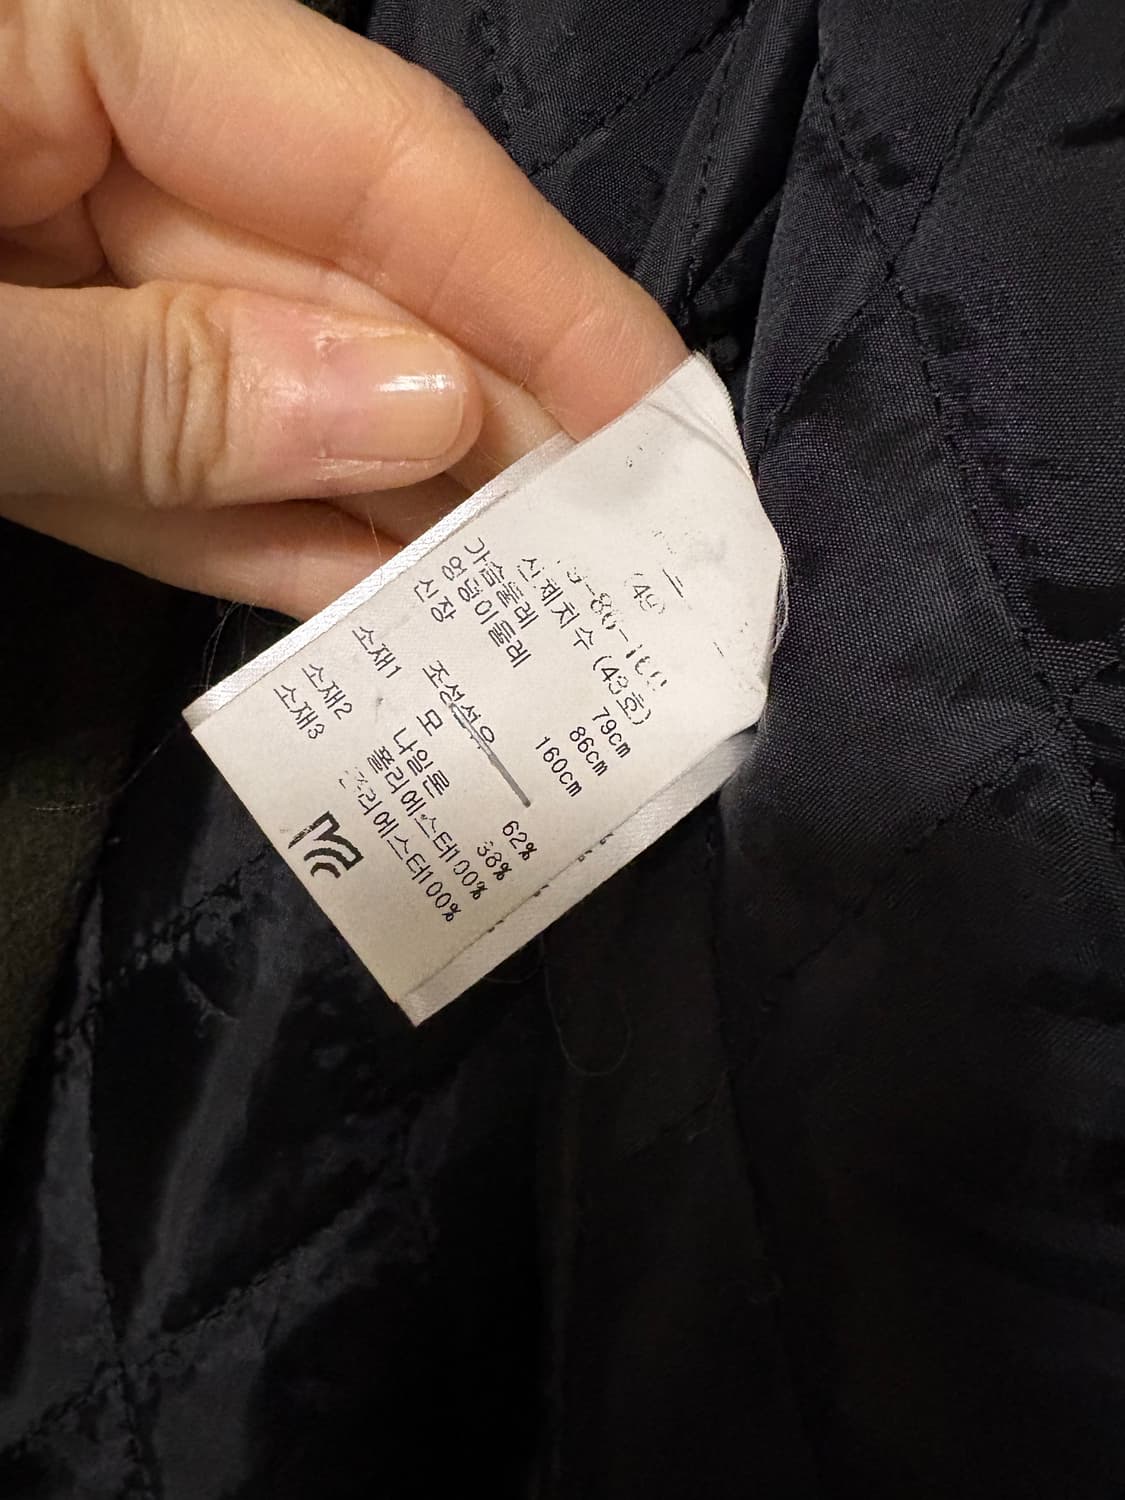 (49)
신체치수 (43호)
가슴둘레 79cm
엉덩이둘레 86cm
신장 160cm
조성섬유
소재1 모 62%
나일론 38%
소재2 폴리에스터100%
소재3 폴리에스터100%